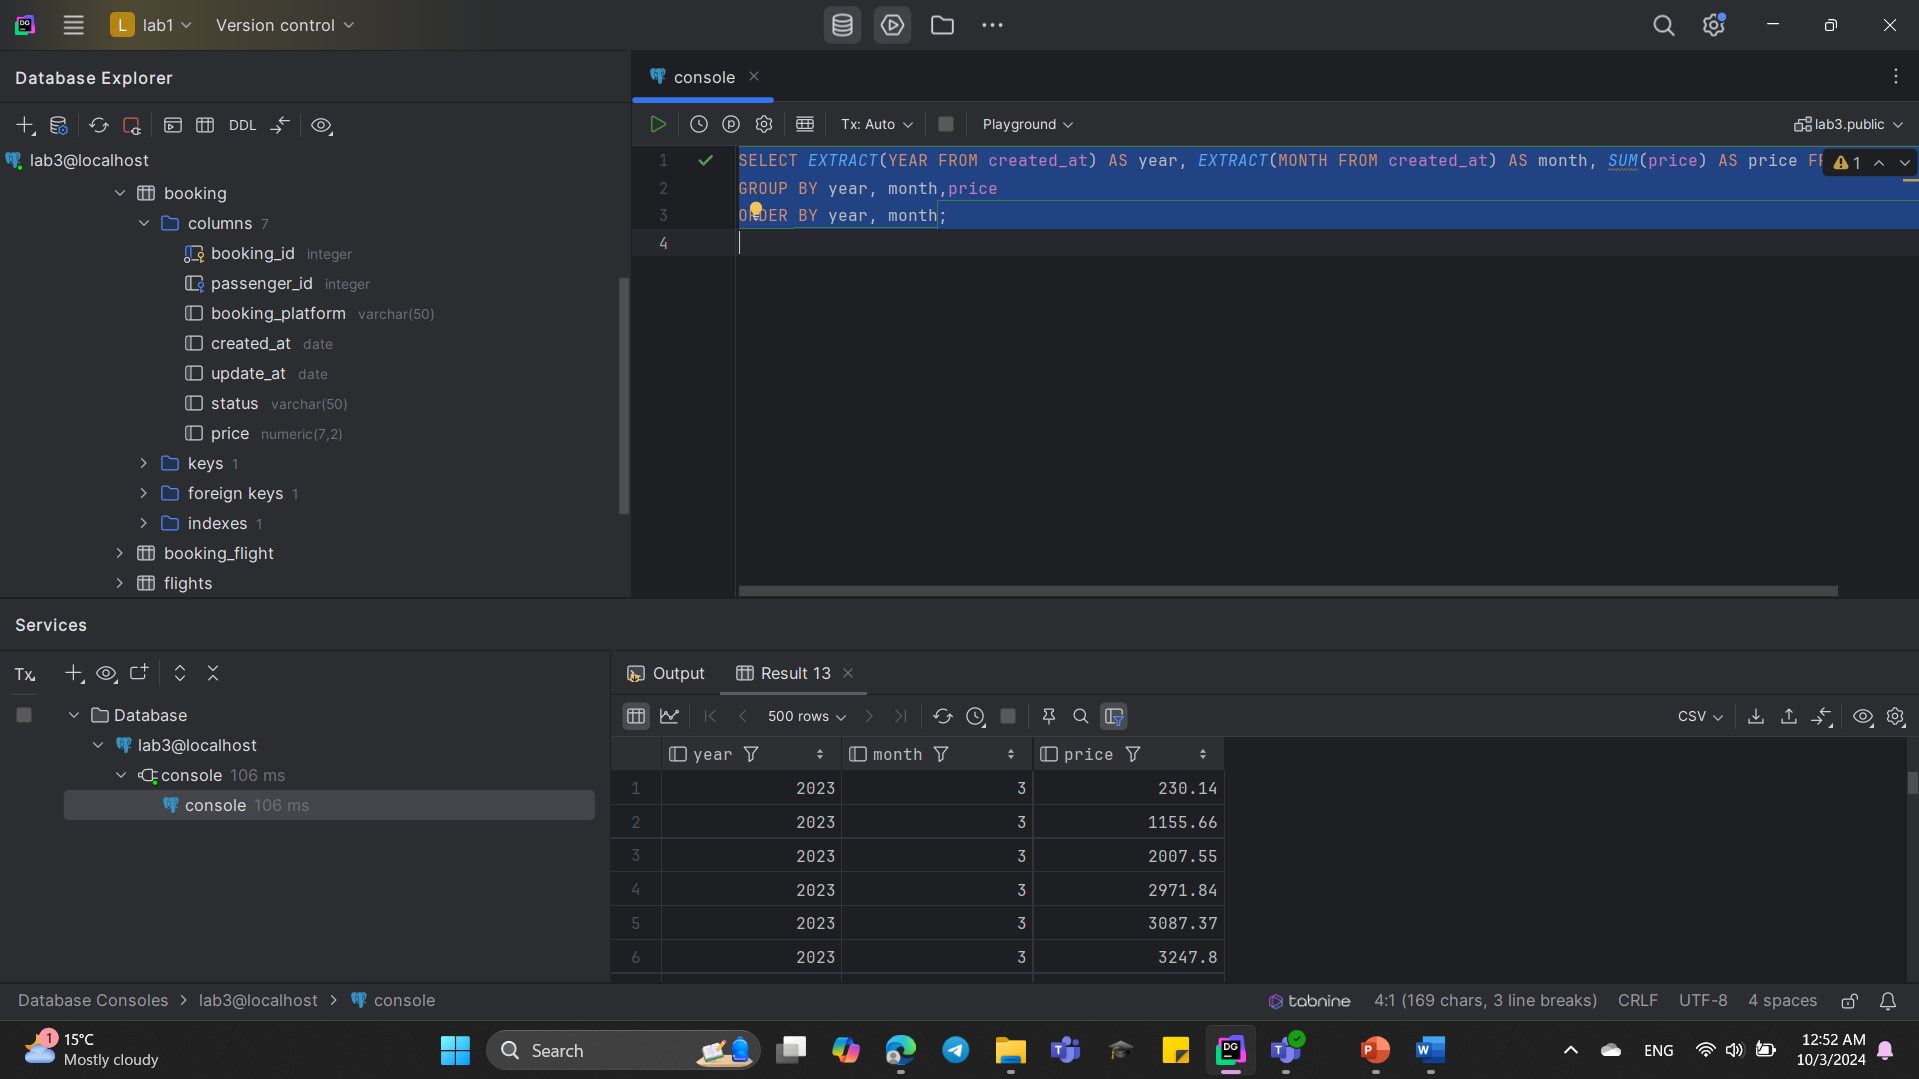 L lab1
Version control
Database Explorer
DDL
lab3@localhost
booking
columns 7
booking_id integer
passenger_id integer
booking_platform varchar(50)
created_at date
update_at date
status varchar(50)
price numeric(7,2)
keys 1
foreign keys 1
indexes 1
booking_flight
flights
console
Tx: Auto
Playground
lab3.public
1 SELECT EXTRACT(YEAR FROM created_at) AS year, EXTRACT(MONTH FROM created_at) AS month, SUM(price) AS price
1
2 GROUP BY year, month,price
3 ORDER BY year, month;
4
Services
Tx
Database
lab3@localhost
console 106 ms
console 106 ms
Output
Result 13
500 rows
CSV
year month price
1 2023 3 230.14
2 2023 3 1155.66
3 2023 3 2007.55
4 2023 3 2971.84
5 2023 3 3087.37
6 2023 3 3247.8
Database Consoles > lab3@localhost > console
tabnine
4:1 (169 chars, 3 line breaks)
CRLF
UTF-8
4 spaces
1
15°C
Mostly cloudy
Search
ENG
12:52 AM
10/3/2024